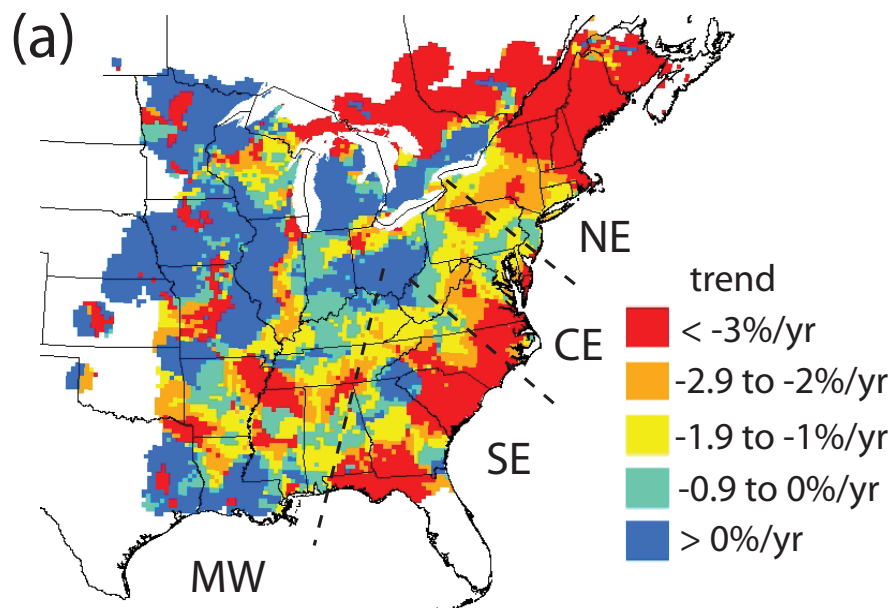 (a)
NE
trend
< -3%/yr
CE
-2.9 to -2%/yr
-1.9 to -1%/yr
SE
-0.9 to 0%/yr
> 0%/yr
MW